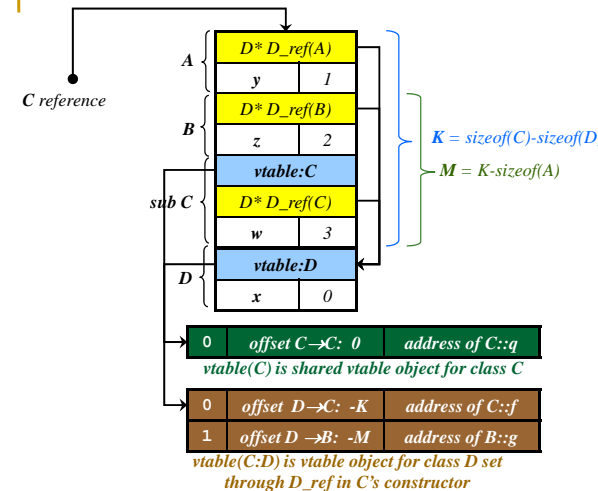 D* D_ref(A)
A
y 1
C reference
D* D_ref(B)
B
z 2
K = sizeof(C)-sizeof(D
vtable:C
M = K-sizeof(A)
sub C
D* D_ref(C)
w 3
vtable:D
D
x 0
0 offset C→C: 0 address of C::q
vtable(C) is shared vtable object for class C
0 offset D→C: -K address of C::f
1 offset D→B: -M address of B::g
vtable(C:D) is vtable object for class D set
through D_ref in C's constructor